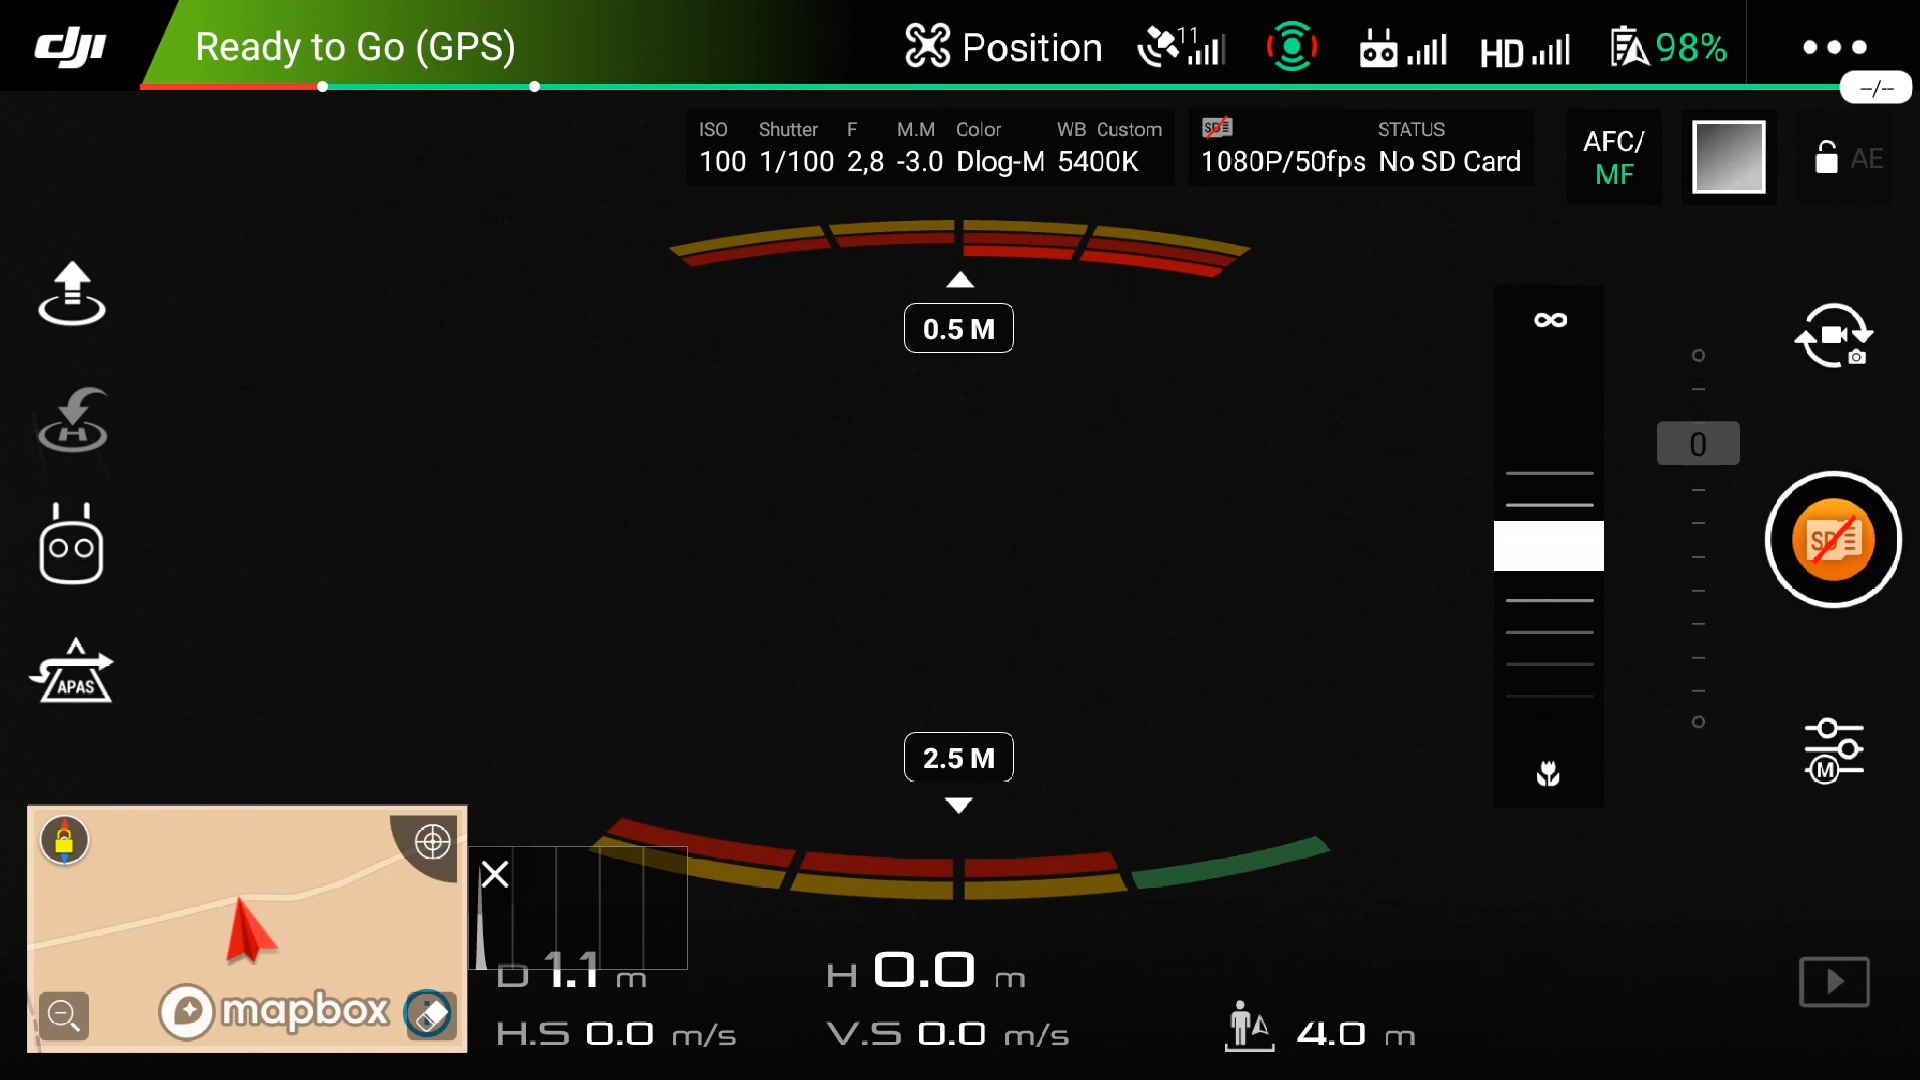 dji
Ready to Go (GPS)
Position
11
HD
98%
--/--
ISO Shutter F M.M Color WB Custom
100 1/100 2,8 -3.0 Dlog-M 5400K
SD STATUS
1080P/50fps No SD Card
AFC/
MF
AE
0.5 M
H
0
SD
APAS
M
2.5 M
mapbox
D 1.1 m
H 0.0 m
H.S 0.0 m/s
V.S 0.0 m/s
4.0 m